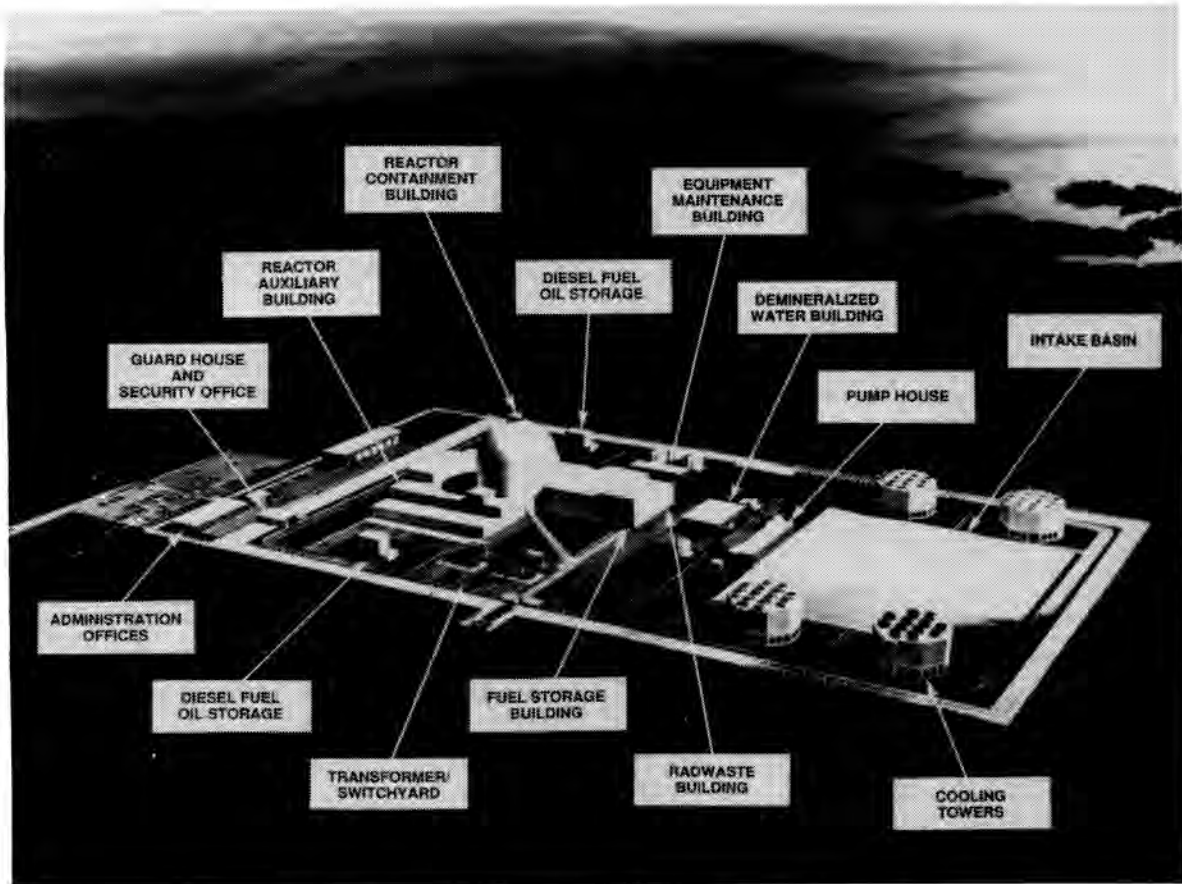 REACTOR
CONTAINMENT
BUILDING
EQUIPMENT
MAINTENANCE
BUILDING
REACTOR
AUXILIARY
BUILDING
DIESEL FUEL
OIL STORAGE
DEMINERALIZED
WATER BUILDING
INTAKE BASIN
GUARD HOUSE
AND
SECURITY OFFICE
PUMP HOUSE
ADMINISTRATION
OFFICES
DIESEL FUEL
OIL STORAGE
FUEL STORAGE
BUILDING
TRANSFORMER/
SWITCHYARD
RADWASTE
BUILDING
COOLING
TOWERS